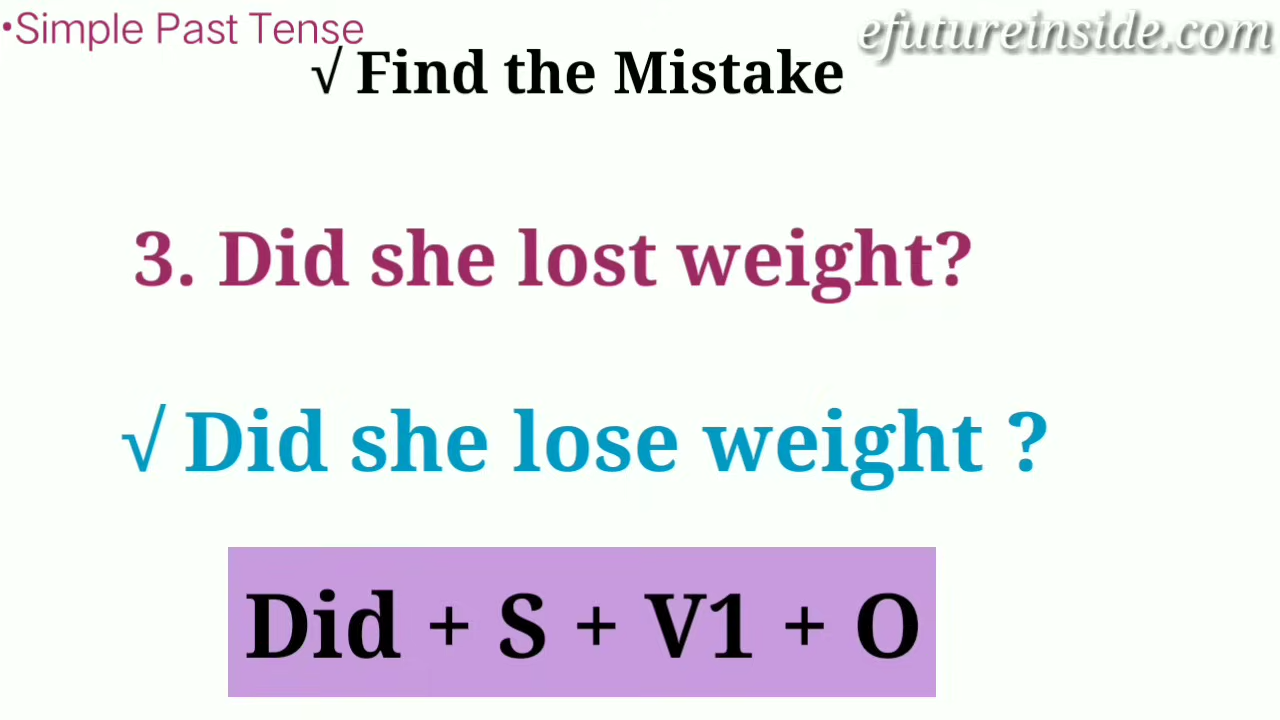 •Simple Past Tense
efutureinside.com
√ Find the Mistake
3. Did she lost weight?
√ Did she lose weight ?
Did + S + V1 + O